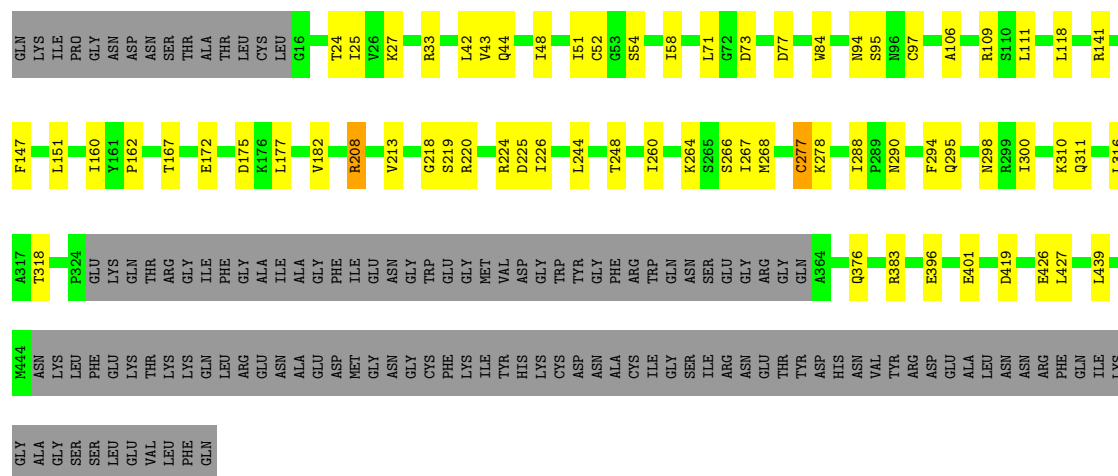 GLN LYS ILE PRO GLY ASN ASP ASN SER THR ALA THR LEU CYS LEU G16 T24 I25 V26 K27 R33 L42 V43 Q44 I48 I51 C52 G53 S54 I58 L71 G72 D73 D77 W84 N94 S95 N96 C97 A106 R109 S110 L111 L118 R141
F147 L151 I160 Y161 P162 T167 E172 D175 K176 L177 V182 R208 V213 G218 S219 R220 R224 D225 I226 L244 T248 I260 K264 S265 S266 I267 M268 C277 K278 I288 P289 N290 F294 Q295 N298 R299 I300 K310 Q311 L316
A317 T318 P324 GLU LYS GLN THR ARG GLY ILE PHE GLY ALA ILE ALA GLY PHE ILE GLU ASN GLY TRP GLU GLY MET VAL ASP GLY TRP TYR GLY PHE ARG TRP GLN ASN SER GLU GLY ARG GLY GLN A364 Q376 R383 E396 E401 D419 E426 L427 L439
M444 ASN LYS LEU PHE GLU LYS THR LYS LYS GLN LEU ARG GLU ASN ALA GLU ASP MET GLY ASN GLY CYS PHE LYS ILE TYR HIS LYS CYS ASP ASN ALA CYS ILE GLY SER ILE ARG ASN GLU THR TYR ASP HIS ASN VAL TYR ARG ASP GLU ALA LEU ASN ASN ARG PHE GLN ILE LYS
GLY ALA GLY SER SER LEU GLU VAL LEU PHE GLN